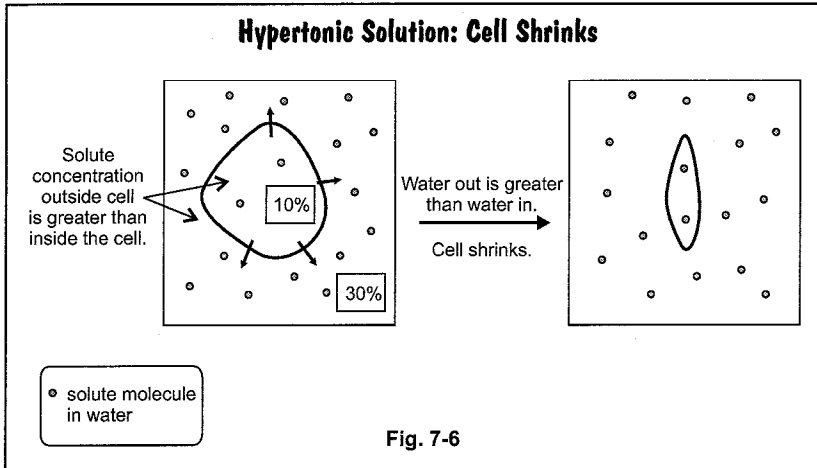 Hypertonic Solution: Cell Shrinks
Solute
concentration
outside cell
is greater than
inside the cell.
10%
30%
Water out is greater
than water in.
Cell shrinks.
solute molecule
in water
Fig. 7-6